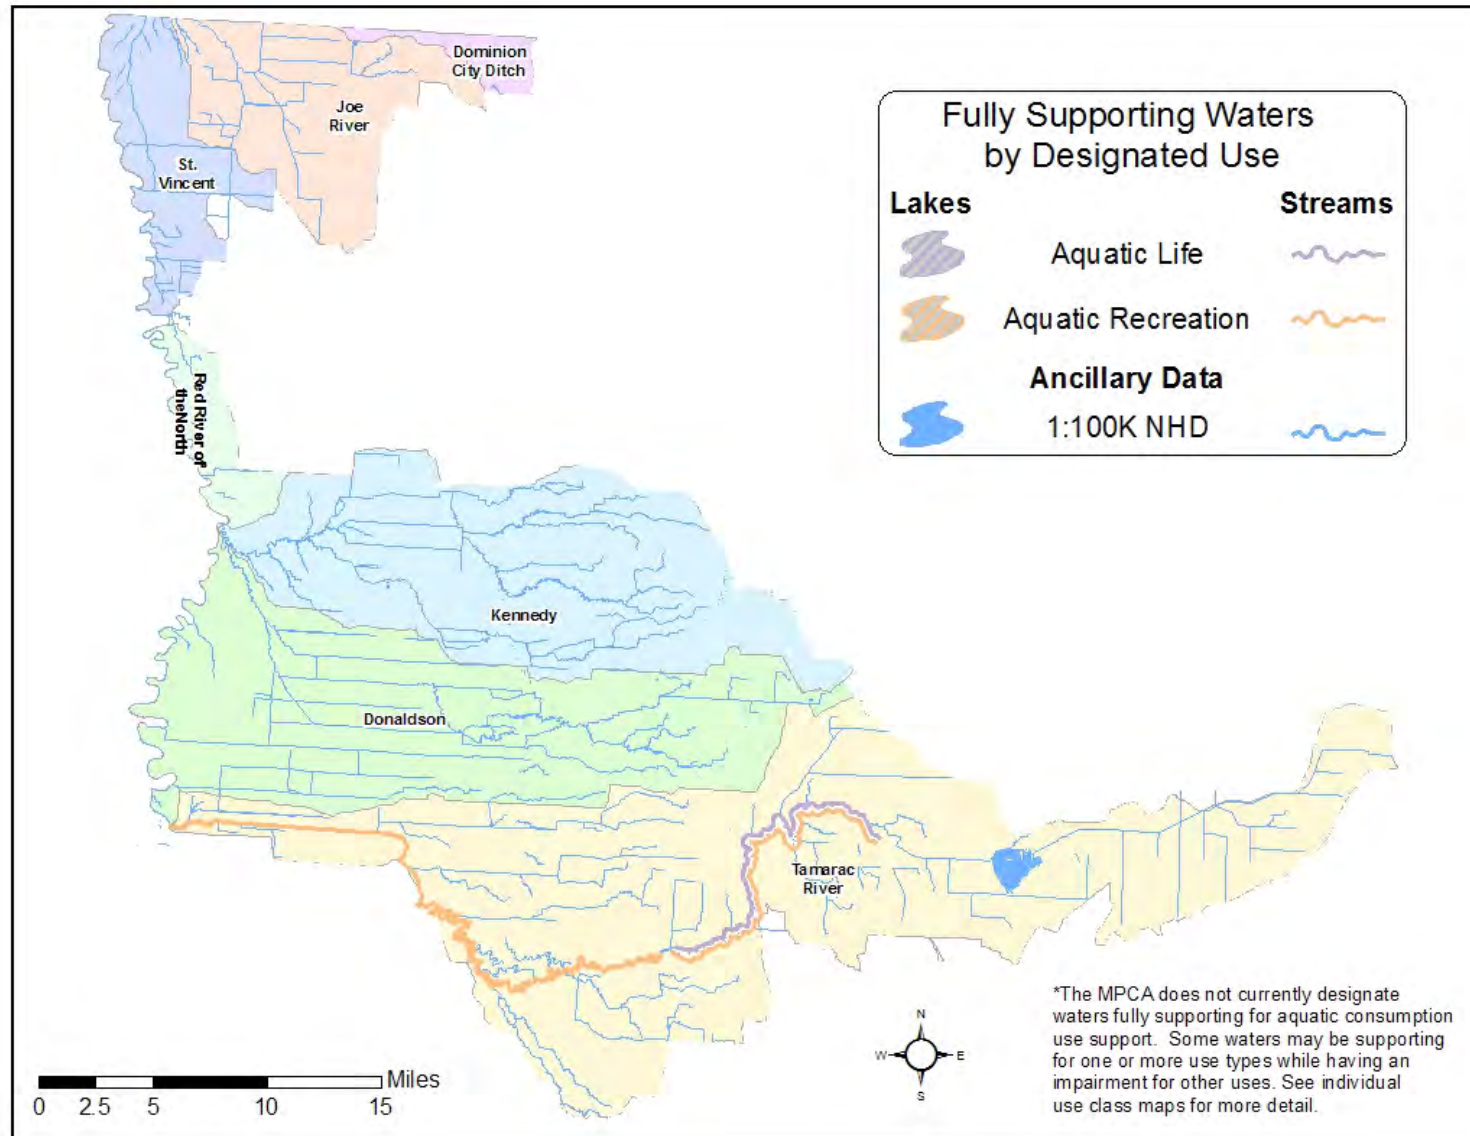 Dominion
City Ditch
Joe
River
St.
Vincent
Red River of
theNorth
Kennedy
Donaldson
Tamarac
River
Fully Supporting Waters
by Designated Use
Lakes
Streams
Aquatic Life
Aquatic Recreation
Ancillary Data
1:100K NHD
N
W
E
S
Miles
0 2.5 5 10 15
*The MPCA does not currently designate
waters fully supporting for aquatic consumption
use support. Some waters may be supporting
for one or more use types while having an
impairment for other uses. See individual
use class maps for more detail.